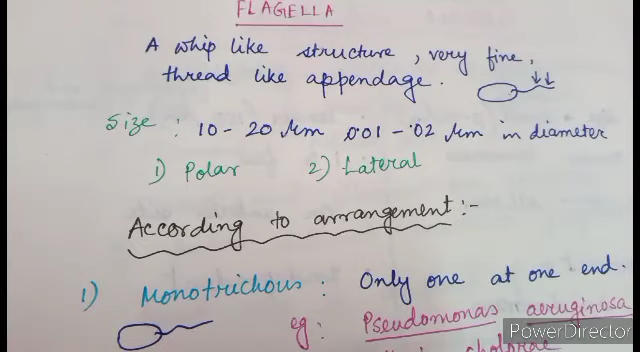 FLAGELLA
A whip like structure, very fine,
thread like appendage.
Size : 10 - 20 μm 0.01 - .02 μm in diameter
1) Polar 2) Lateral
According to arrangement :-
1) Monotrichous : Only one at one end.
eg : Pseudomonas aeruginosa
PowerDirector
cholorae